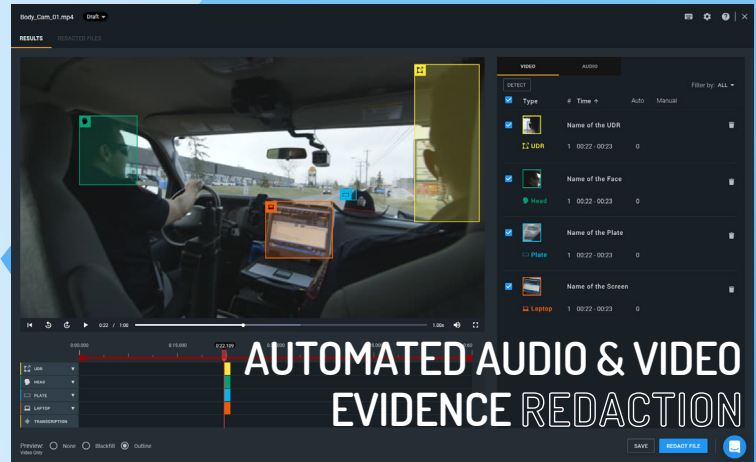 Body_Cam_01.mp4 Draft
RESULTS REDACTED FILES
VIDEO AUDIO
DETECT Filter by: ALL
Type # Time Auto Manual
Name of the UDR
UDR 1 00:22 - 00:23 0
Name of the Face
Head 1 00:22 - 00:23 0
Name of the Plate
Plate 1 00:22 - 00:23 0
Name of the Screen
Laptop 1 00:22 - 00:23 0
0:22 / 1:00 1.00x
0:00.000 0:15.000 0:22.109
UDR
HEAD
PLATE
LAPTOP
TRANSCRIPTION
AUTOMATED AUDIO & VIDEO
EVIDENCE REDACTION
Preview: None Blackfill Outline
Video Only
SAVE REDACT FILE